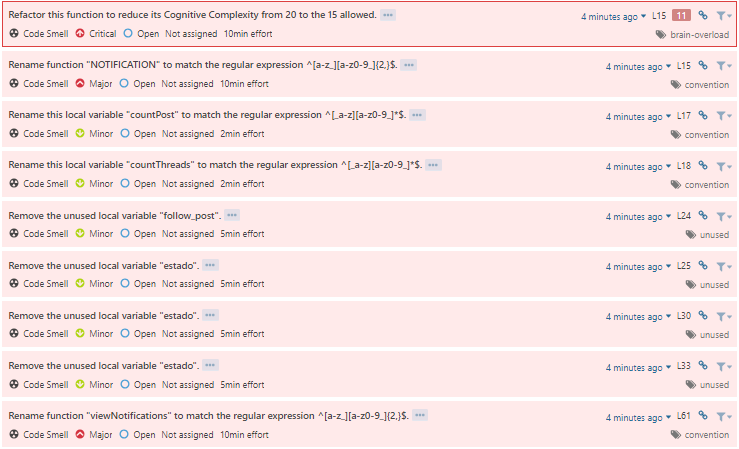 Refactor this function to reduce its Cognitive Complexity from 20 to the 15 allowed. ••• 4 minutes ago L15 11
Code Smell Critical Open Not assigned 10min effort brain-overload
Rename function "NOTIFICATION" to match the regular expression ^[a-z_][a-z0-9_]{2,}$. ••• 4 minutes ago L15
Code Smell Major Open Not assigned 10min effort convention
Rename this local variable "countPost" to match the regular expression ^[_a-z][a-z0-9_]*$. ••• 4 minutes ago L17
Code Smell Minor Open Not assigned 2min effort convention
Rename this local variable "countThreads" to match the regular expression ^[_a-z][a-z0-9_]*$. ••• 4 minutes ago L18
Code Smell Minor Open Not assigned 2min effort convention
Remove the unused local variable "follow_post". ••• 4 minutes ago L24
Code Smell Minor Open Not assigned 5min effort unused
Remove the unused local variable "estado". ••• 4 minutes ago L25
Code Smell Minor Open Not assigned 5min effort unused
Remove the unused local variable "estado". ••• 4 minutes ago L30
Code Smell Minor Open Not assigned 5min effort unused
Remove the unused local variable "estado". ••• 4 minutes ago L33
Code Smell Minor Open Not assigned 5min effort unused
Rename function "viewNotifications" to match the regular expression ^[a-z_][a-z0-9_]{2,}$. ••• 4 minutes ago L61
Code Smell Major Open Not assigned 10min effort convention